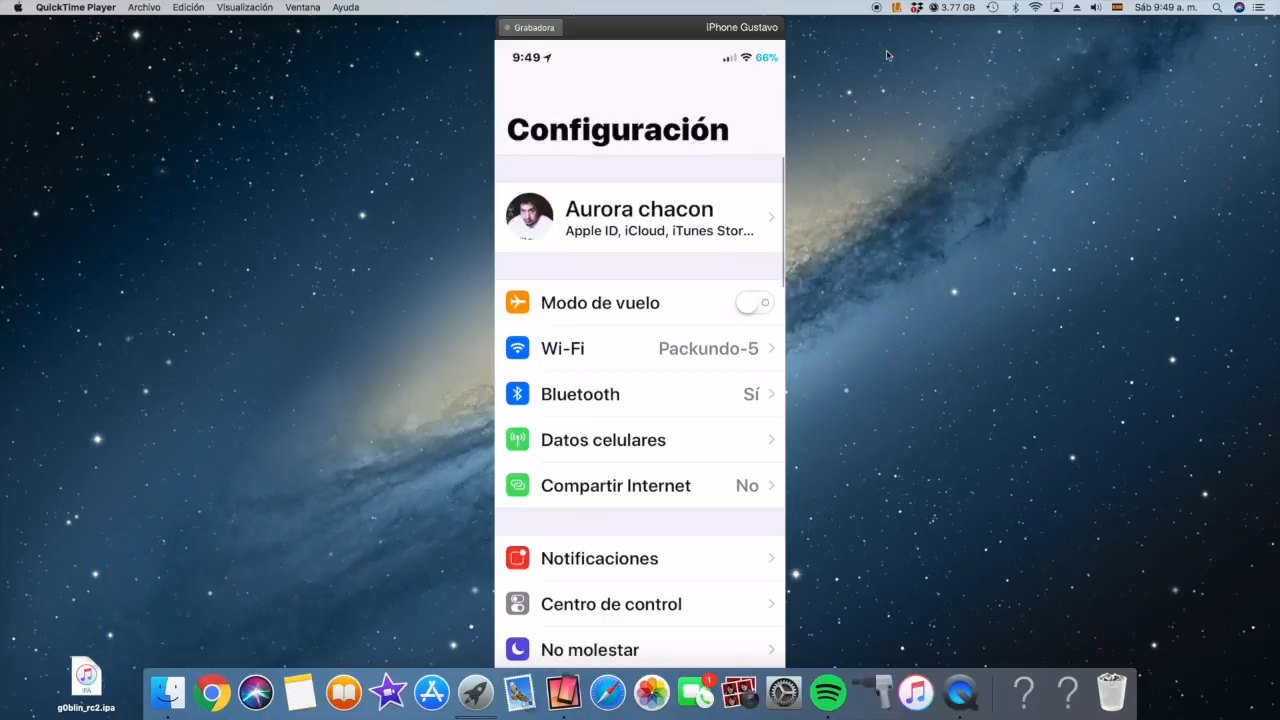 QuickTime Player Archivo Edición Visualización Ventana Ayuda 3.77 GB Sáb 9:49 a. m.
Grabadora iPhone Gustavo
9:49 66%
Configuración
Aurora chacon
Apple ID, iCloud, iTunes Stor...
Modo de vuelo
Wi-Fi Packundo-5
Bluetooth Sí
Datos celulares
Compartir Internet No
Notificaciones
Centro de control
No molestar
IPA
g0blin_rc2.ipa
1